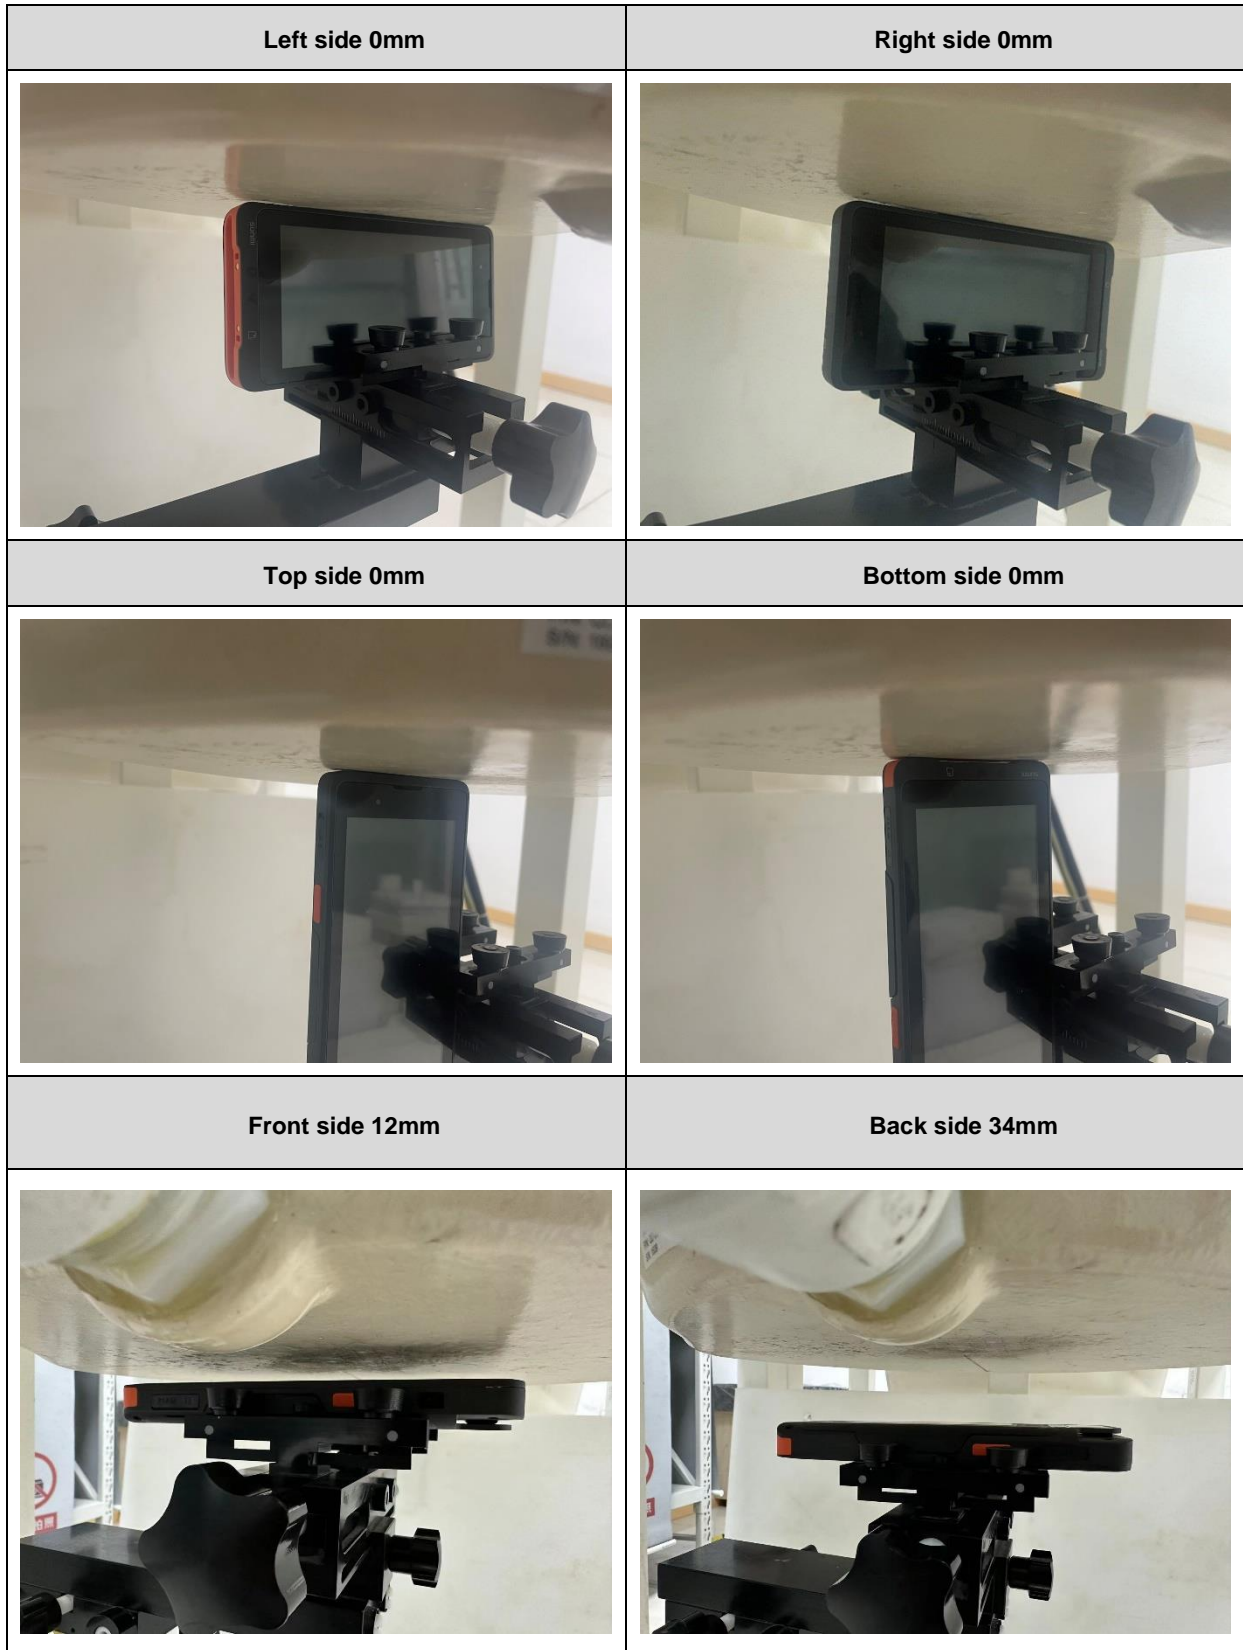 Left side 0mm
Right side 0mm
Top side 0mm
Bottom side 0mm
S/N:
Front side 12mm
Back side 34mm